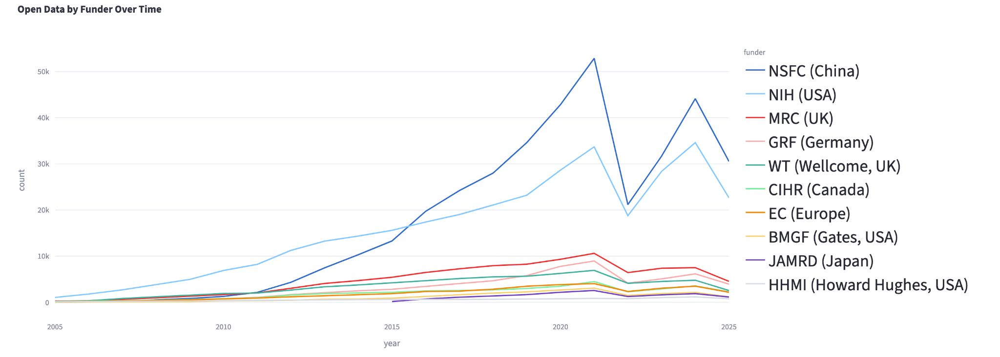 Open Data by Funder Over Time
funder
NSFC (China)
NIH (USA)
MRC (UK)
GRF (Germany)
WT (Wellcome, UK)
CIHR (Canada)
EC (Europe)
BMGF (Gates, USA)
JAMRD (Japan)
HHMI (Howard Hughes, USA)
50k
40k
30k
20k
10k
0
count
2005
2010
2015
2020
2025
year